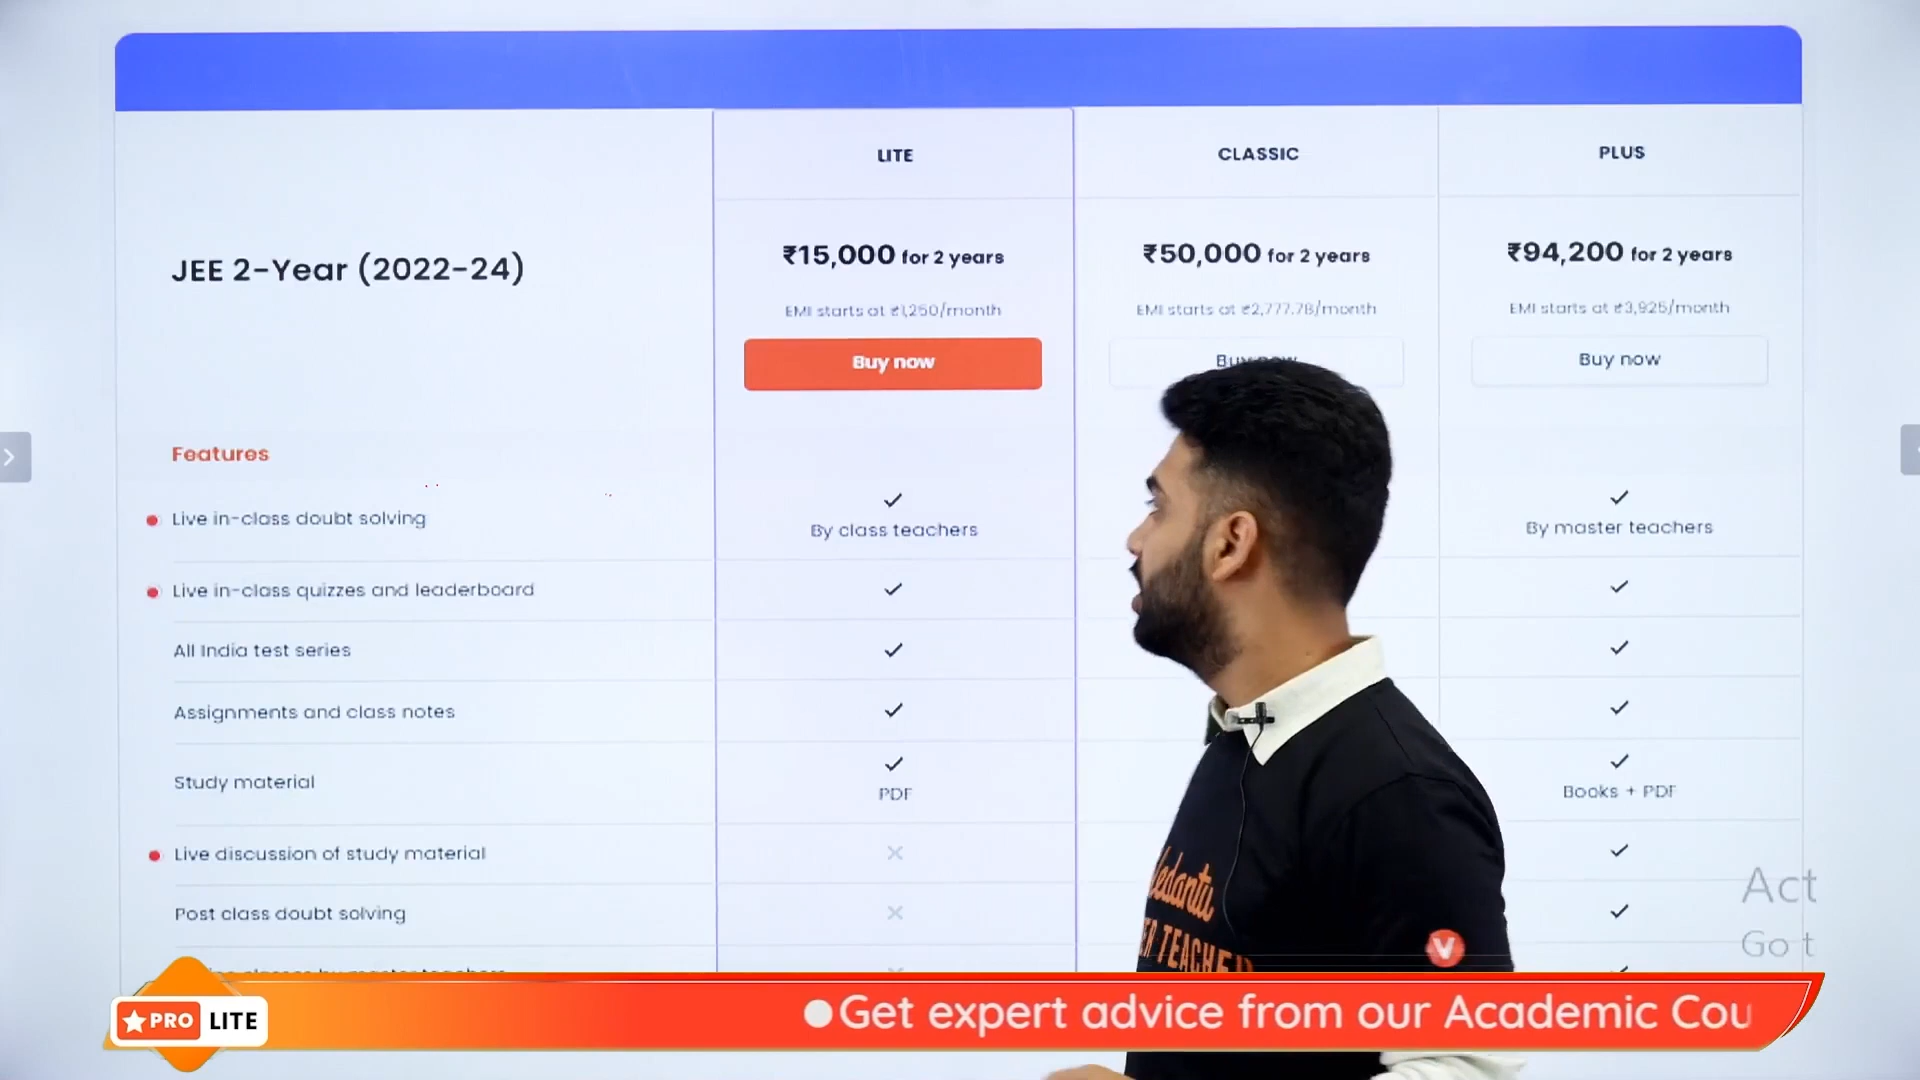 LITE
CLASSIC
PLUS
JEE 2-Year (2022-24)
₹15,000 for 2 years
₹50,000 for 2 years
₹94,200 for 2 years
EMI starts at ₹1,250/month
EMI starts at ₹2,777.78/month
EMI starts at ₹3,925/month
Buy now
Buy now
Buy now
Features
Live in-class doubt solving
By class teachers
By master teachers
Live in-class quizzes and leaderboard
All India test series
Assignments and class notes
Study material
PDF
Books + PDF
Live discussion of study material
Post class doubt solving
Act
Go t
Vedantu
TEACHER
V
PRO LITE
Get expert advice from our Academic Cou